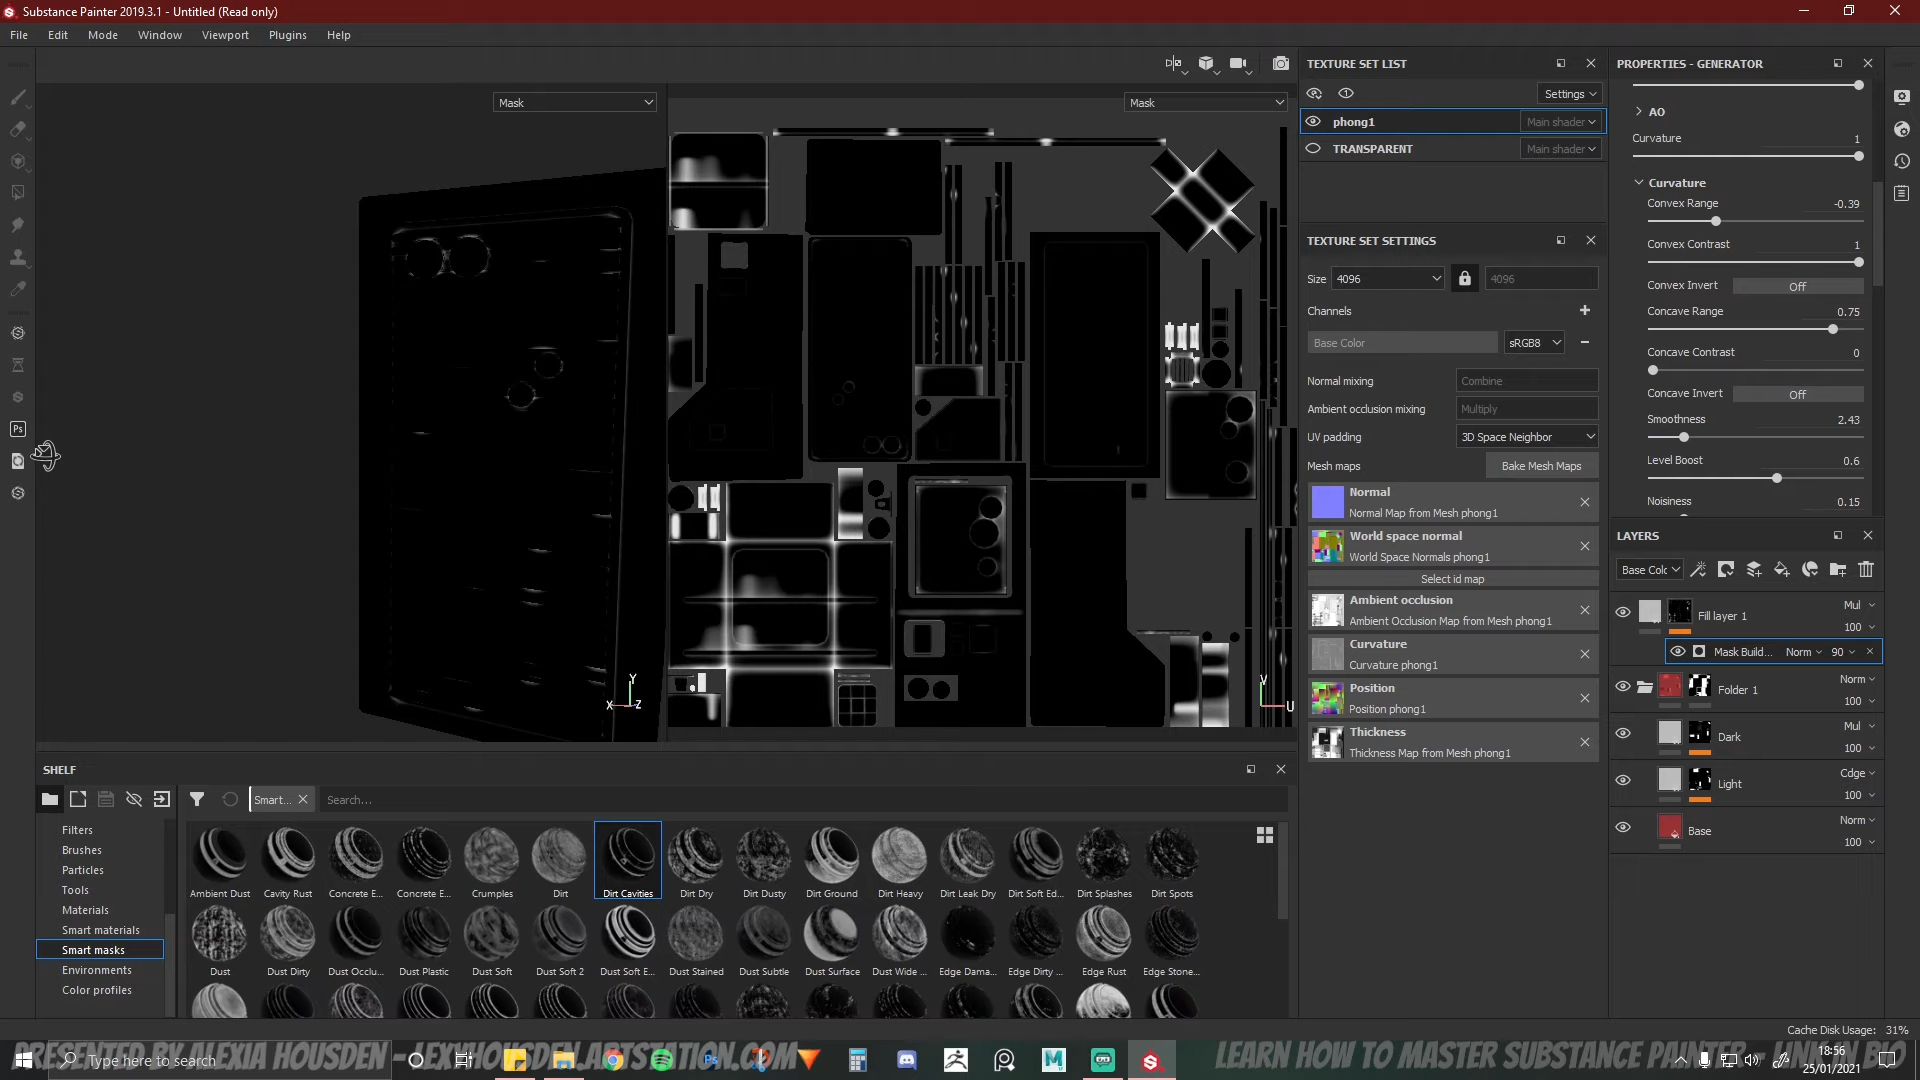 Substance Painter 2019.3.1 - Untitled (Read only)
File Edit Mode Window Viewport Plugins Help
Mask
Mask
X Y Z
V U
TEXTURE SET LIST
Settings
phong1 Main shader
TRANSPARENT Main shader
TEXTURE SET SETTINGS
Size 4096 4096
Channels
Base Color sRGB8
Normal mixing Combine
Ambient occlusion mixing Multiply
UV padding 3D Space Neighbor
Mesh maps Bake Mesh Maps
Normal
Normal Map from Mesh phong1
World space normal
World Space Normals phong1
Select id map
Ambient occlusion
Ambient Occlusion Map from Mesh phong1
Curvature
Curvature phong1
Position
Position phong1
Thickness
Thickness Map from Mesh phong1
PROPERTIES - GENERATOR
AO
Curvature 1
Curvature
Convex Range -0.39
Convex Contrast 1
Convex Invert Off
Concave Range 0.75
Concave Contrast 0
Concave Invert Off
Smoothness 2.43
Level Boost 0.6
Noisiness 0.15
LAYERS
Base Colc
Fill layer 1 Mul 100
Mask Build... Norm 90
Folder 1 Norm 100
Dark Mul 100
Light Cdge 100
Base Norm 100
Ps
SHELF
Smart... Search...
Filters
Brushes
Particles
Tools
Materials
Smart materials
Smart masks
Environments
Color profiles
Ambient Dust Cavity Rust Concrete E... Concrete E... Crumples Dirt Dirt Cavities Dirt Dry Dirt Dusty Dirt Ground Dirt Heavy Dirt Leak Dry Dirt Soft Ed... Dirt Splashes Dirt Spots
Dust Dust Dirty Dust Occlu... Dust Plastic Dust Soft Dust Soft 2 Dust Soft E... Dust Stained Dust Subtle Dust Surface Dust Wide ... Edge Dama... Edge Dirty ... Edge Rust Edge Stone...
Cache Disk Usage: 31%
Type here to search
PRESENTED BY ALEXIA HOUSDEN - LEXYHOUSDEN.ARTSTATION.COM
LEARN HOW TO MASTER SUBSTANCE PAINTER - LINK IN BIO
18:56
25/01/2021